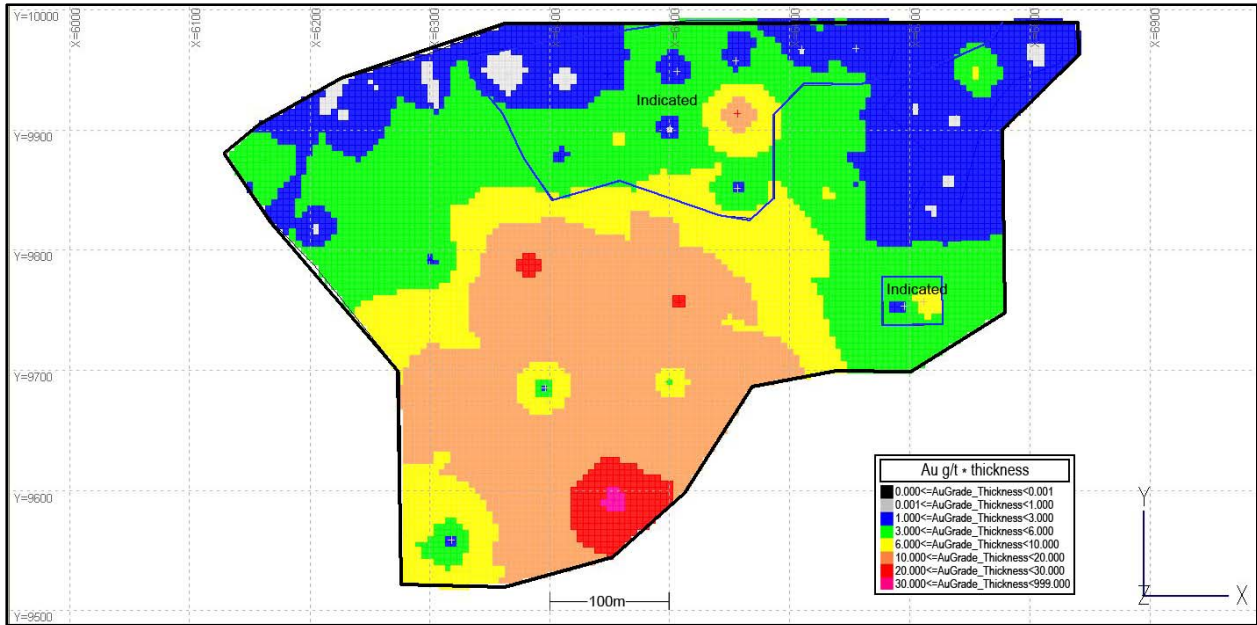 Y=10000
X=6000
X=6100
X=6200
X=6300
X=8900
Indicated
Y=9900
Y=9800
Indicated
Y=9700
Y=9600
Y=9500
100m
Au g/t * thickness
0.000<=AuGrade_Thickness<0.001
0.001<=AuGrade_Thickness<1.000
1.000<=AuGrade_Thickness<3.000
3.000<=AuGrade_Thickness<6.000
6.000<=AuGrade_Thickness<10.000
10.000<=AuGrade_Thickness<20.000
20.000<=AuGrade_Thickness<30.000
30.000<=AuGrade_Thickness<999.000
Y
Z
X